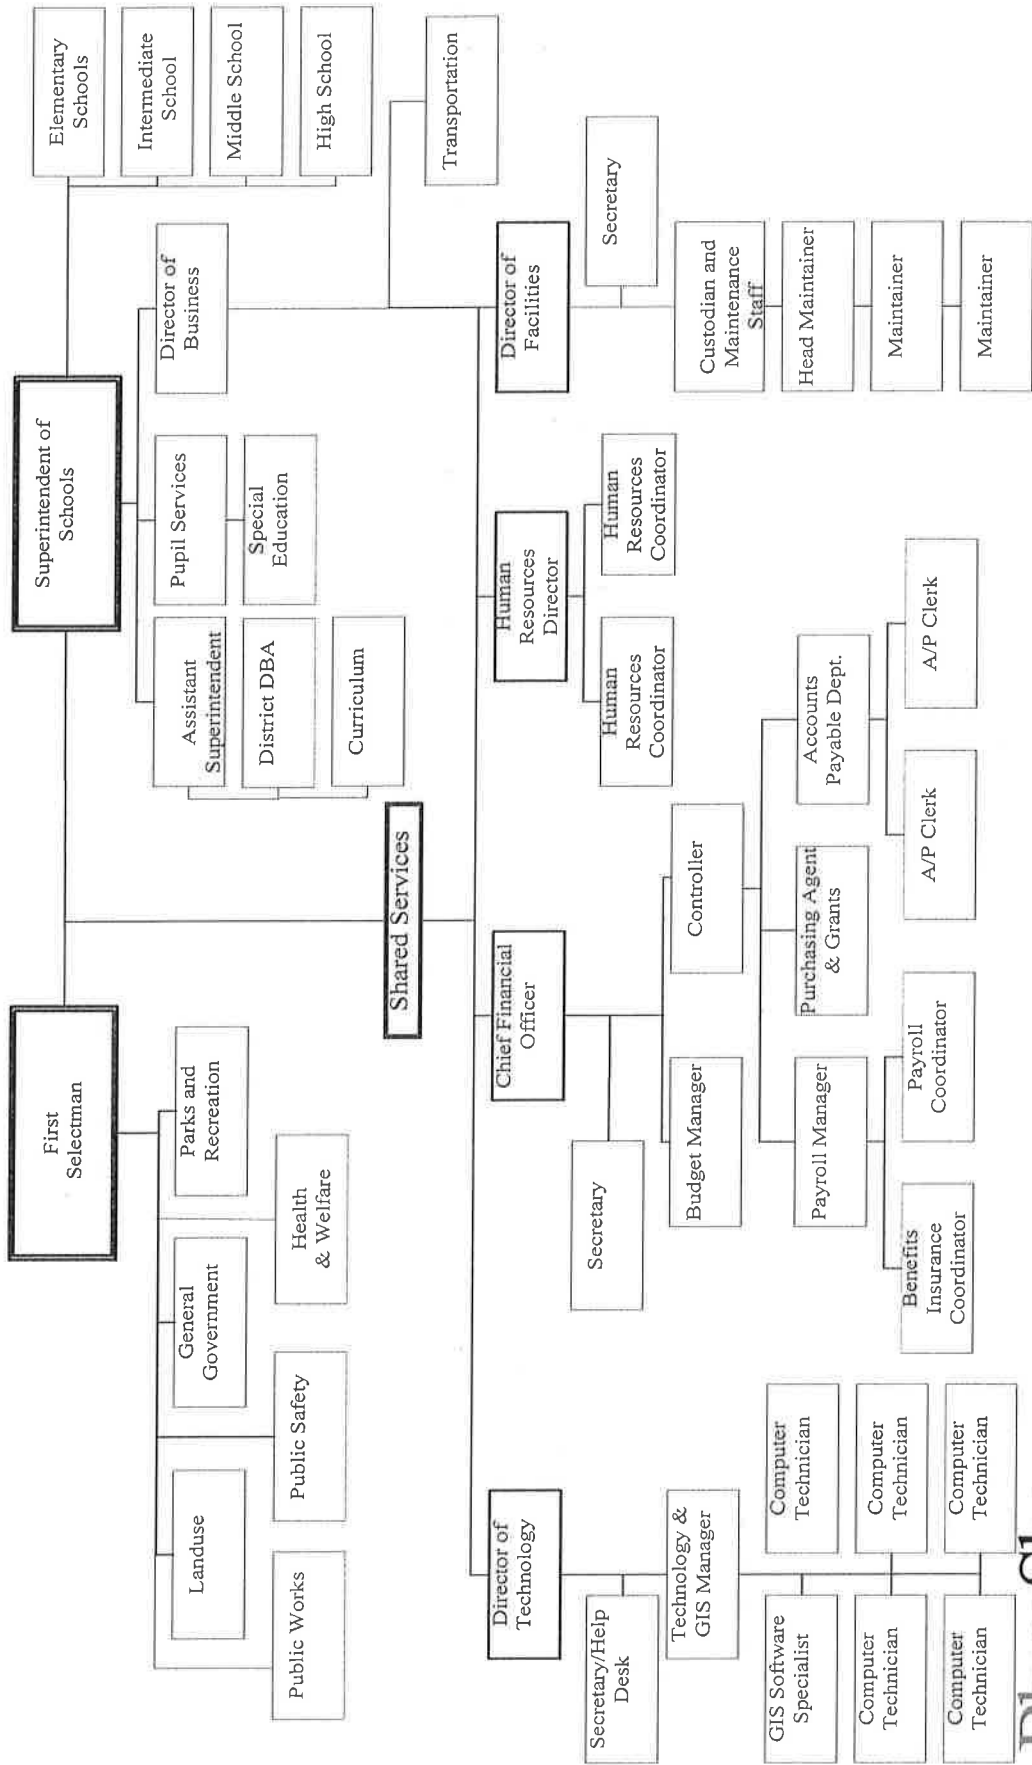 First
Selectman
Superintendent of
Schools
Elementary
Schools
Intermediate
School
Middle School
High School
Landuse
General
Government
Parks and
Recreation
Public Works
Public Safety
Health
& Welfare
Assistant
Superintendent
District DBA
Curriculum
Pupil Services
Special
Education
Director of
Business
Transportation
Shared Services
Director of
Technology
Secretary/Help
Desk
Technology &
GIS Manager
GIS Software
Specialist
Computer
Technician
Computer
Technician
Computer
Technician
Computer
Technician
Computer
Technician
Chief Financial
Officer
Secretary
Budget Manager
Controller
Payroll Manager
Purchasing Agent
& Grants
Accounts
Payable Dept.
Benefits
Insurance
Coordinator
Payroll
Coordinator
A/P Clerk
A/P Clerk
Human
Resources
Director
Human
Resources
Coordinator
Human
Resources
Coordinator
Director of
Facilities
Secretary
Custodian and
Maintenance
Staff
Head Maintainer
Maintainer
Maintainer